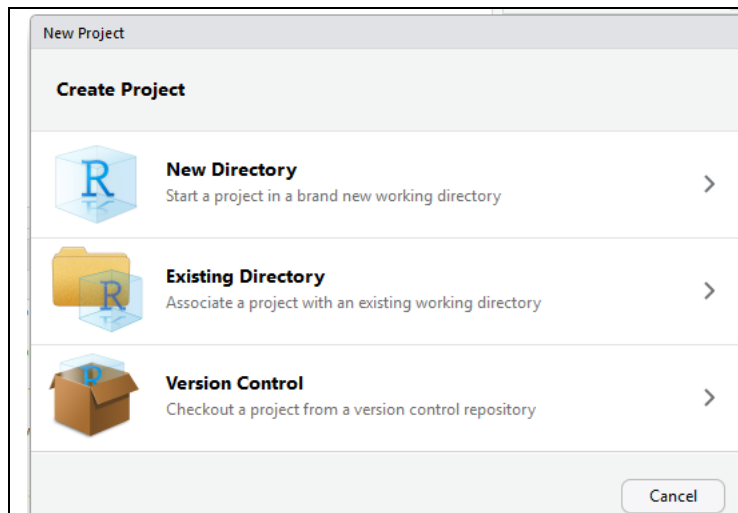 New Project
Create Project
New Directory
Start a project in a brand new working directory
Existing Directory
Associate a project with an existing working directory
Version Control
Checkout a project from a version control repository
Cancel